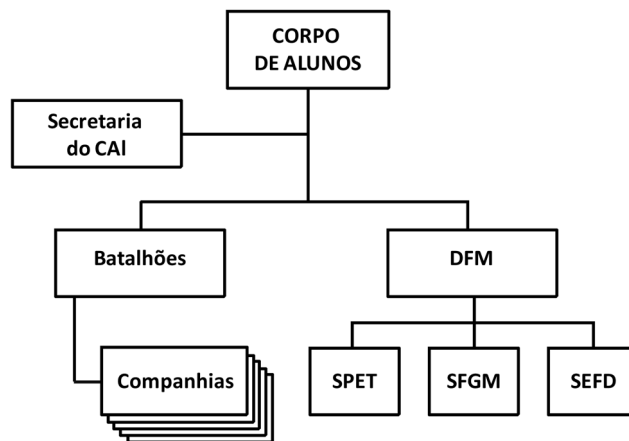 CORPO
DE ALUNOS
Secretaria
do CAl
Batalhões
DFM
Companhias
SPET
SFGM
SEFD